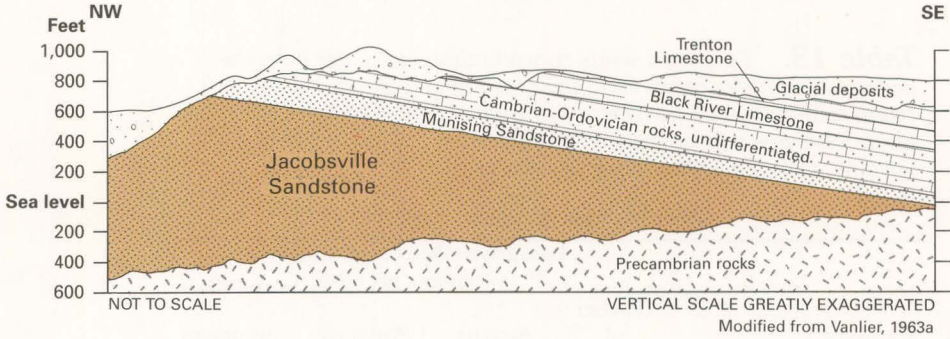 NW
SE
Feet
1,000
800
600
400
200
Sea level
200
400
600
Trenton
Limestone
Glacial deposits
Black River Limestone
Cambrian-Ordovician rocks, undifferentiated.
Munising Sandstone
Jacobsville
Sandstone
Precambrian rocks
NOT TO SCALE
VERTICAL SCALE GREATLY EXAGGERATED
Modified from Vanlier, 1963a